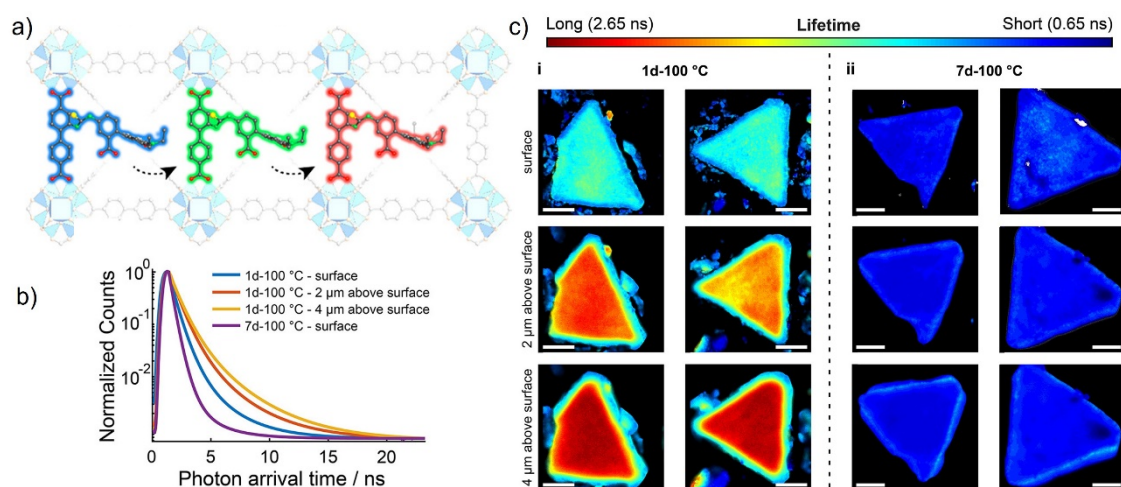 a)
b)
Normalized Counts
10⁰
10⁻¹
10⁻²
0
5
10
15
20
Photon arrival time / ns
1d-100 °C - surface
1d-100 °C - 2 µm above surface
1d-100 °C - 4 µm above surface
7d-100 °C - surface
c)
Long (2.65 ns)
Lifetime
Short (0.65 ns)
i
1d-100 °C
ii
7d-100 °C
surface
2 µm above surface
4 µm above surface